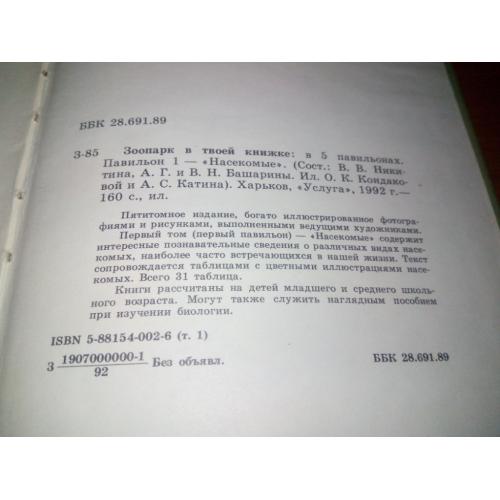 ББК 28.691.89
З-85 Зоопарк в твоей книжке: в 5 павильонах.
Павильон 1 — «Насекомые». (Сост.: В. В. Ники-
тина, А. Г. и В. Н. Башарины. Ил. О. К. Кондако-
вой и А. С. Катина). Харьков, «Услуга», 1992 г.—
160 с., ил.
Пятитомное издание, богато иллюстрированное фотогра-
фиями и рисунками, выполненными ведущими художниками.
Первый том (первый павильон) — «Насекомые» содержит
интересные познавательные сведения о различных видах насе-
комых, наиболее часто встречающихся в нашей жизни. Текст
сопровождается таблицами с цветными иллюстрациями насе-
комых. Всего 31 таблица.
Книги рассчитаны на детей младшего и среднего школь-
ного возраста. Могут также служить наглядным пособием
при изучении биологии.
ISBN 5-88154-002-6 (т. 1)
З 1907000000-1 Без объявл. ББК 28.691.89
92